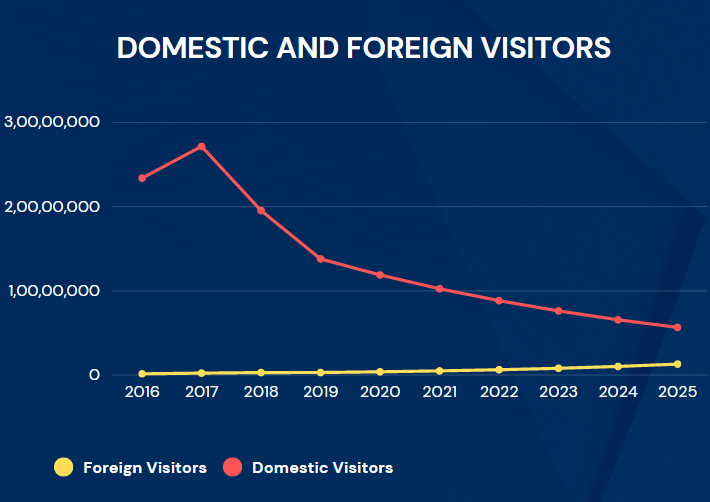 DOMESTIC AND FOREIGN VISITORS
3,00,00,000
2,00,00,000
1,00,00,000
0
2016 2017 2018 2019 2020 2021 2022 2023 2024 2025
Foreign Visitors Domestic Visitors